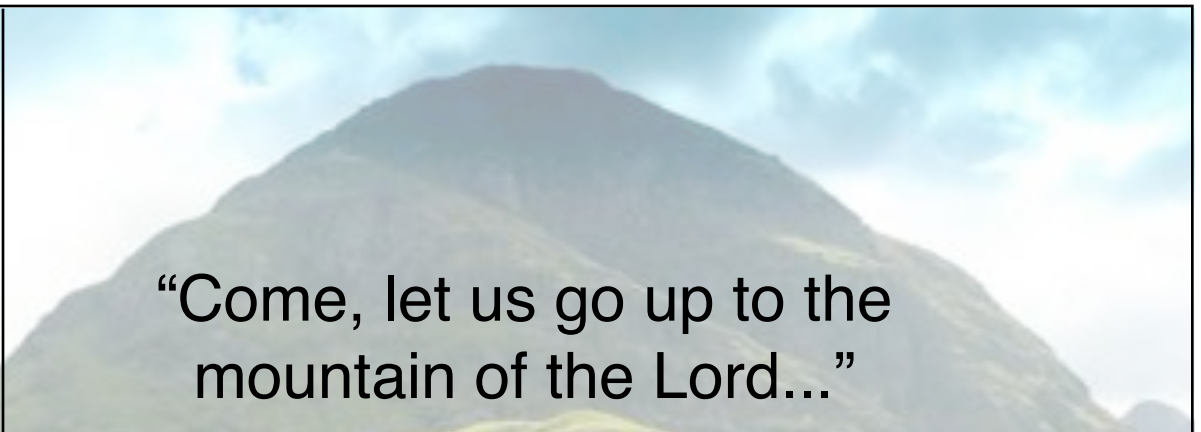 “Come, let us go up to the
mountain of the Lord...”